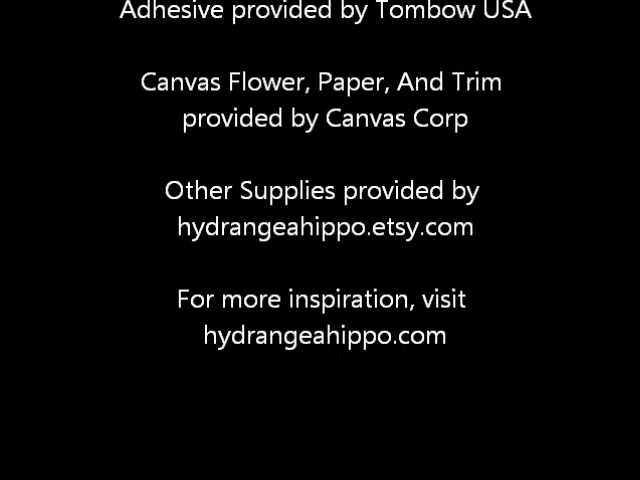 Adhesive provided by Tombow USA
Canvas Flower, Paper, And Trim
provided by Canvas Corp
Other Supplies provided by
hydrangeahippo.etsy.com
For more inspiration, visit
hydrangeahippo.com